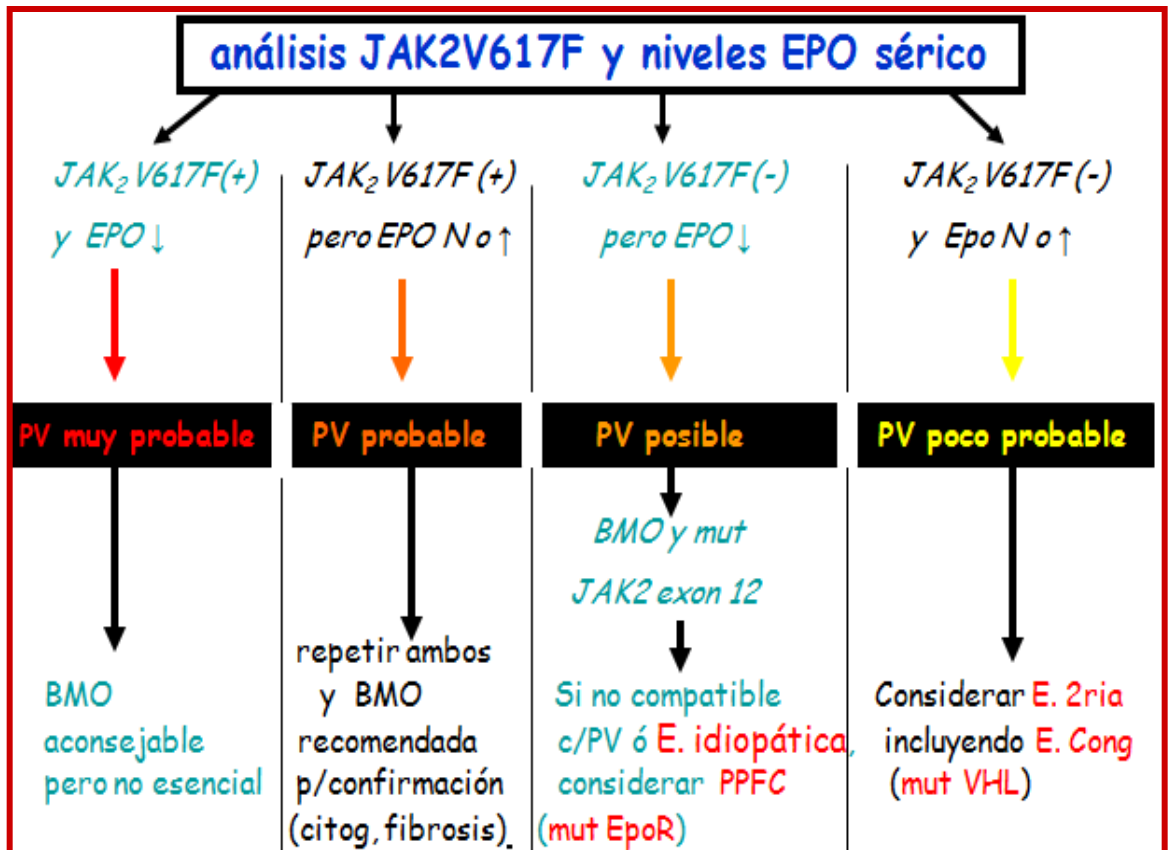 análisis JAK2V617F y niveles EPO sérico
JAK₂ V617F(+)
y EPO ↓
PV muy probable
BMO
aconsejable
pero no esencial
JAK₂ V617F (+)
pero EPO N o ↑
PV probable
repetir ambos
y BMO
recomendada
p/confirmación
(citog, fibrosis).
JAK₂ V617F(-)
pero EPO ↓
PV posible
BMO y mut
JAK2 exon 12
Si no compatible
c/PV ó E. idiopática,
considerar PPFC
(mut EpoR)
JAK₂ V617F (-)
y Epo N o ↑
PV poco probable
Considerar E. 2ria
incluyendo E. Cong
(mut VHL)